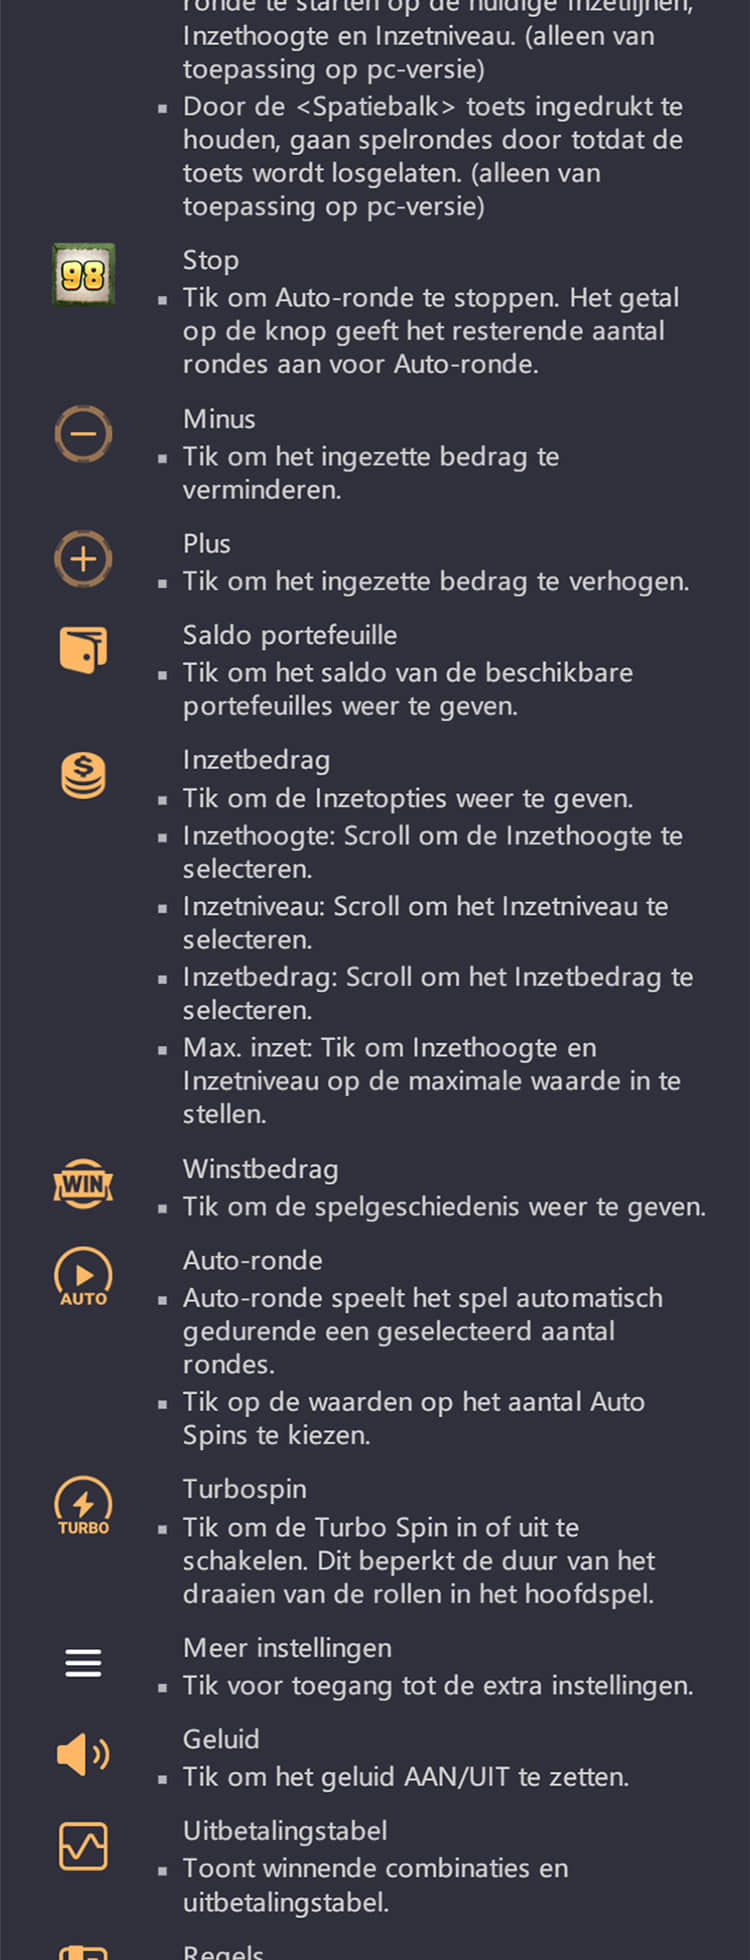 ronde te starten op de huidige Inzetlijnen,
Inzethoogte en Inzetniveau. (alleen van
toepassing op pc-versie)
▪ Door de <Spatiebalk> toets ingedrukt te
houden, gaan spelrondes door totdat de
toets wordt losgelaten. (alleen van
toepassing op pc-versie)
98
Stop
▪ Tik om Auto-ronde te stoppen. Het getal
op de knop geeft het resterende aantal
rondes aan voor Auto-ronde.
Minus
▪ Tik om het ingezette bedrag te
verminderen.
Plus
▪ Tik om het ingezette bedrag te verhogen.
Saldo portefeuille
▪ Tik om het saldo van de beschikbare
portefeuilles weer te geven.
$
Inzetbedrag
▪ Tik om de Inzetopties weer te geven.
▪ Inzethoogte: Scroll om de Inzethoogte te
selecteren.
▪ Inzetniveau: Scroll om het Inzetniveau te
selecteren.
▪ Inzetbedrag: Scroll om het Inzetbedrag te
selecteren.
▪ Max. inzet: Tik om Inzethoogte en
Inzetniveau op de maximale waarde in te
stellen.
WIN
Winstbedrag
▪ Tik om de spelgeschiedenis weer te geven.
AUTO
Auto-ronde
▪ Auto-ronde speelt het spel automatisch
gedurende een geselecteerd aantal
rondes.
▪ Tik op de waarden op het aantal Auto
Spins te kiezen.
TURBO
Turbospin
▪ Tik om de Turbo Spin in of uit te
schakelen. Dit beperkt de duur van het
draaien van de rollen in het hoofdspel.
Meer instellingen
▪ Tik voor toegang tot de extra instellingen.
Geluid
▪ Tik om het geluid AAN/UIT te zetten.
Uitbetalingstabel
▪ Toont winnende combinaties en
uitbetalingstabel.
Regels